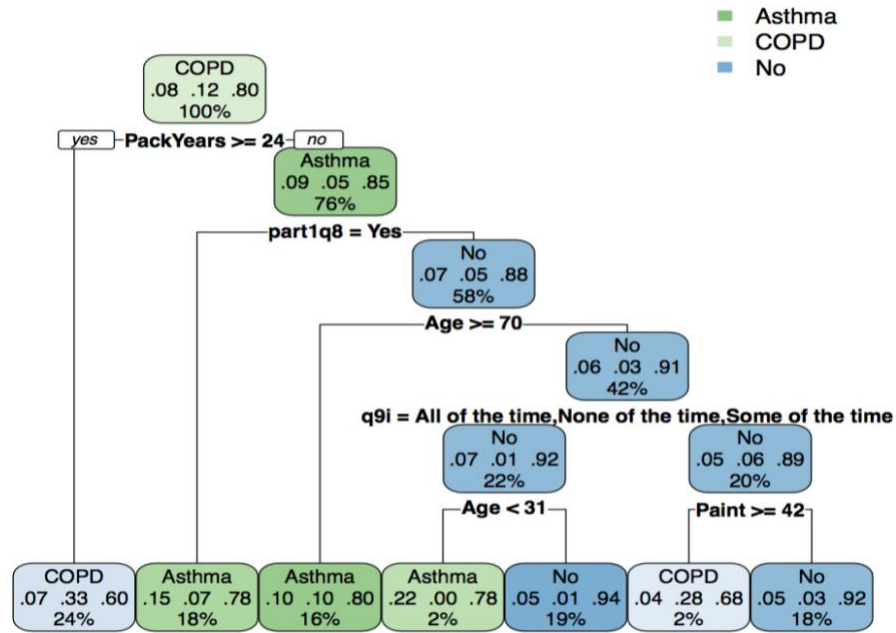 Asthma
COPD
No
COPD
.08 .12 .80
100%
yes PackYears >= 24 no
Asthma
.09 .05 .85
76%
part1q8 = Yes
No
.07 .05 .88
58%
Age >= 70
No
.06 .03 .91
42%
q9i = All of the time,None of the time,Some of the time
No
.07 .01 .92
22%
No
.05 .06 .89
20%
Age < 31
Paint >= 42
COPD
.07 .33 .60
24%
Asthma
.15 .07 .78
18%
Asthma
.10 .10 .80
16%
Asthma
.22 .00 .78
2%
No
.05 .01 .94
19%
COPD
.04 .28 .68
2%
No
.05 .03 .92
18%